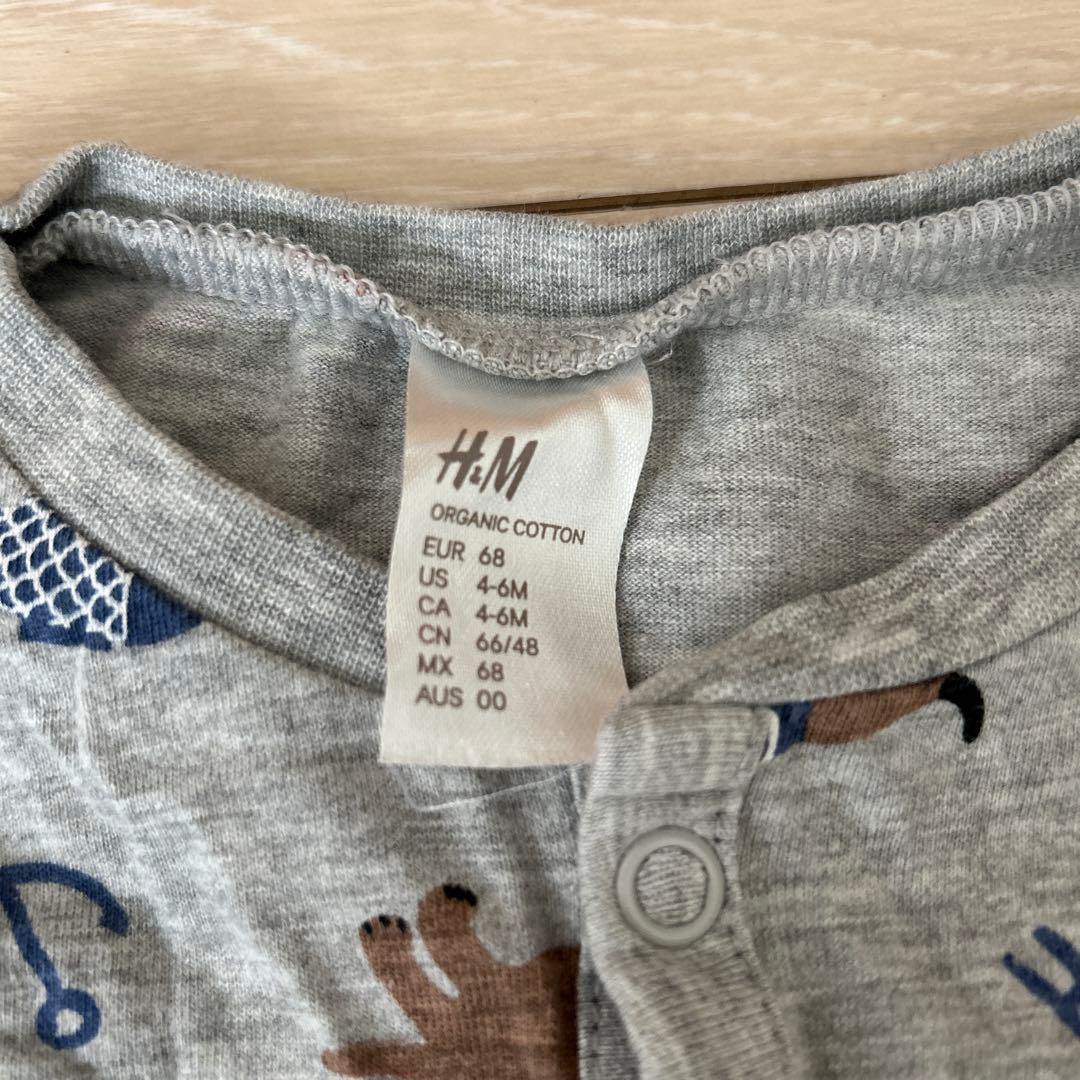 H&M
ORGANIC COTTON
EUR 68
US 4-6M
CA 4-6M
CN 66/48
MX 68
AUS 00